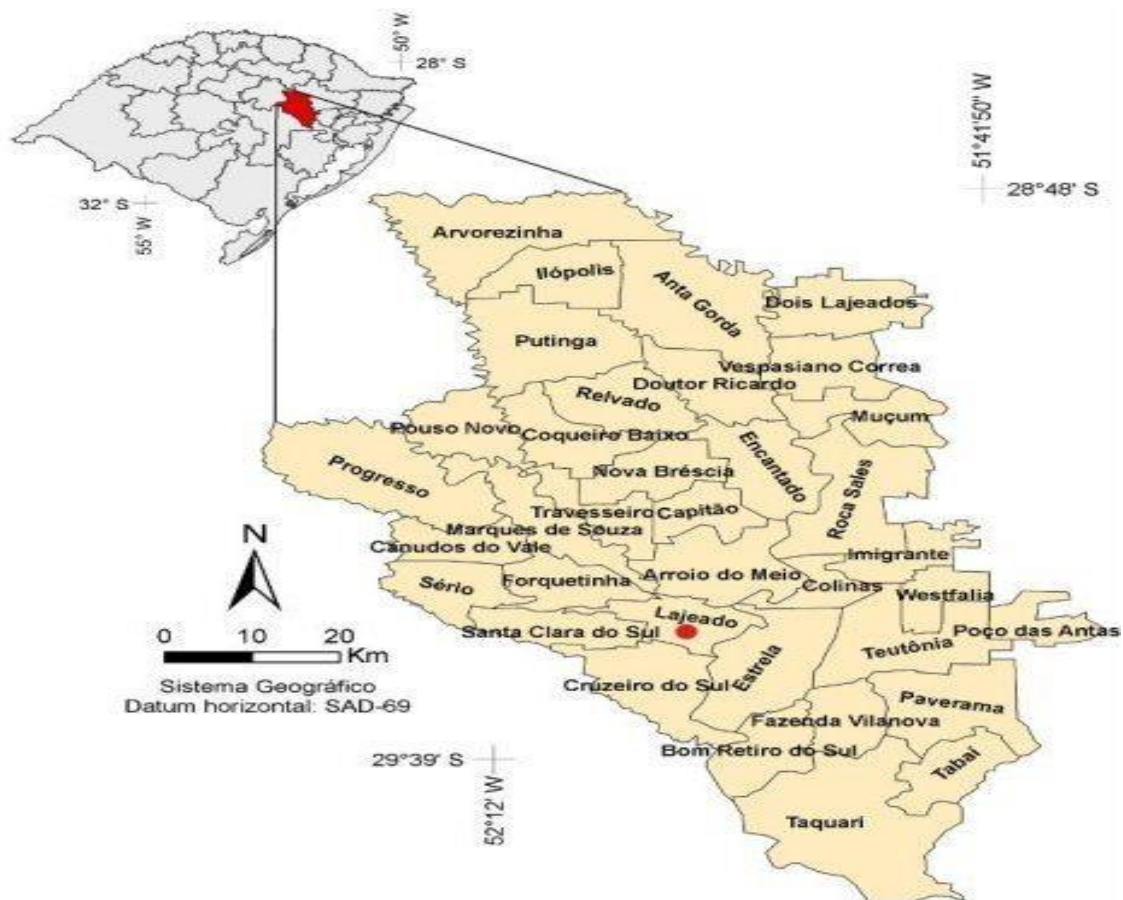 50° W
28° S
32° S
55° W
51°41'50" W
28°48' S
Arvorezinha
Ilópolis
Anta Gorda
Dois Lajeados
Putinga
Vespasiano Correa
Doutor Ricardo
Relvado
Muçum
Pouso Novo
Coqueiro Baixo
Encantado
Nova Bréscia
Progresso
Roca Sales
Travesseiro
Capitão
Marques de Souza
Canudos do Vale
Imigrante
Sério
Forquetinha
Arroio do Meio
Colinas
Westfalia
Lajeado
Santa Clara do Sul
Poço das Antas
Teutônia
Estrela
Cruzeiro do Sul
Paverama
Fazenda Vilanova
Bom Retiro do Sul
Tabaí
Taquari
N
0 10 20
Km
Sistema Geográfico
Datum horizontal: SAD-69
29°39' S
52°12' W